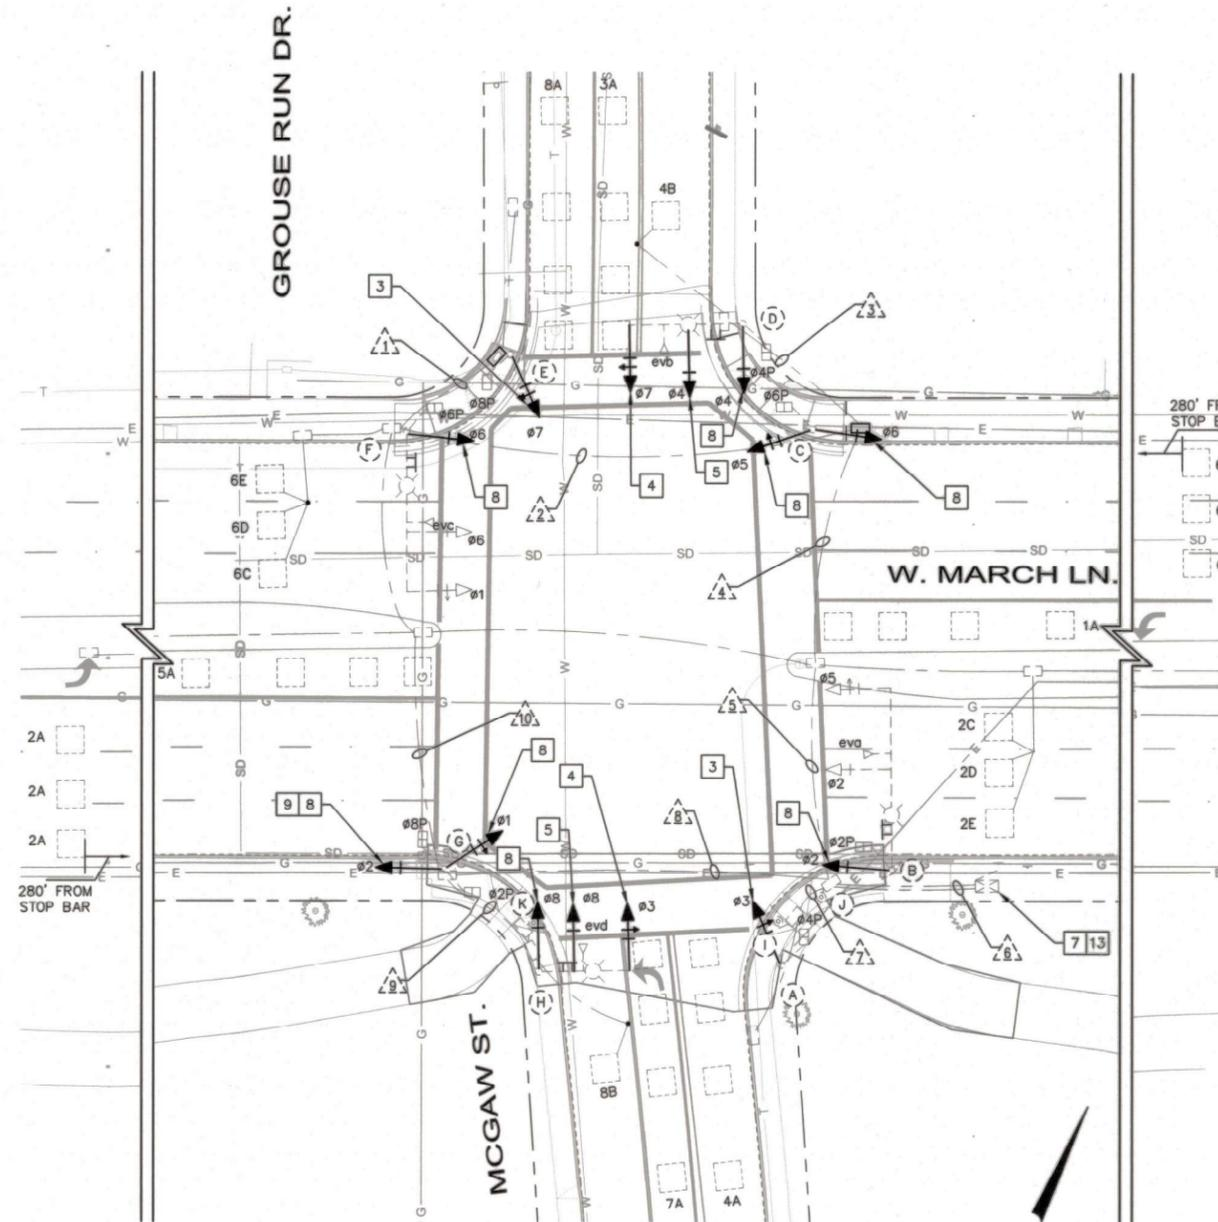 GROUSE RUN DR.
8A
3A
4B
3
1
D
3
evb
E
ø7
ø4
ø4
ø4P
ø6P
ø8P
ø6P
ø7
ø6
F
8
5
ø5
C
ø6
280' FR
STOP B
6E
8
2
4
8
8
6D
evc
ø6
6C
ø1
4
W. MARCH LN.
1A
5A
ø5
10
5
2C
2A
8
4
3
eva
2D
2A
ø2
9 8
ø8P
ø1
5
8
8
2E
2A
G
8
ø2P
ø2
ø2
B
280' FROM
STOP BAR
ø2P
K
ø8
ø8
ø3
ø3
J
ø4P
evd
I
7
6
7 13
9
H
A
MCGAW ST.
8B
7A
4A
T
W
SD
G
E